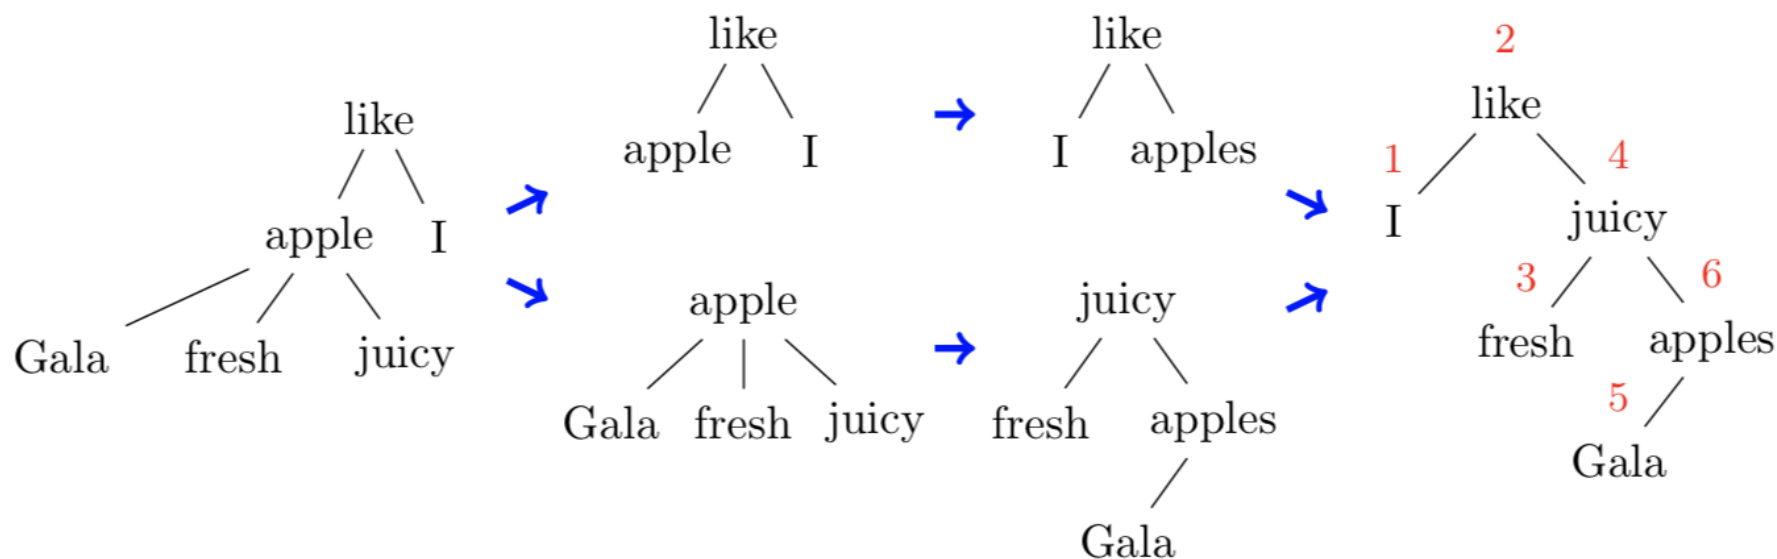 like
apple I
Gala fresh juicy
like
apple I
apple
Gala fresh juicy
like
I apples
juicy
fresh apples
Gala
2
like
1 4
I juicy
3 6
fresh apples
5
Gala